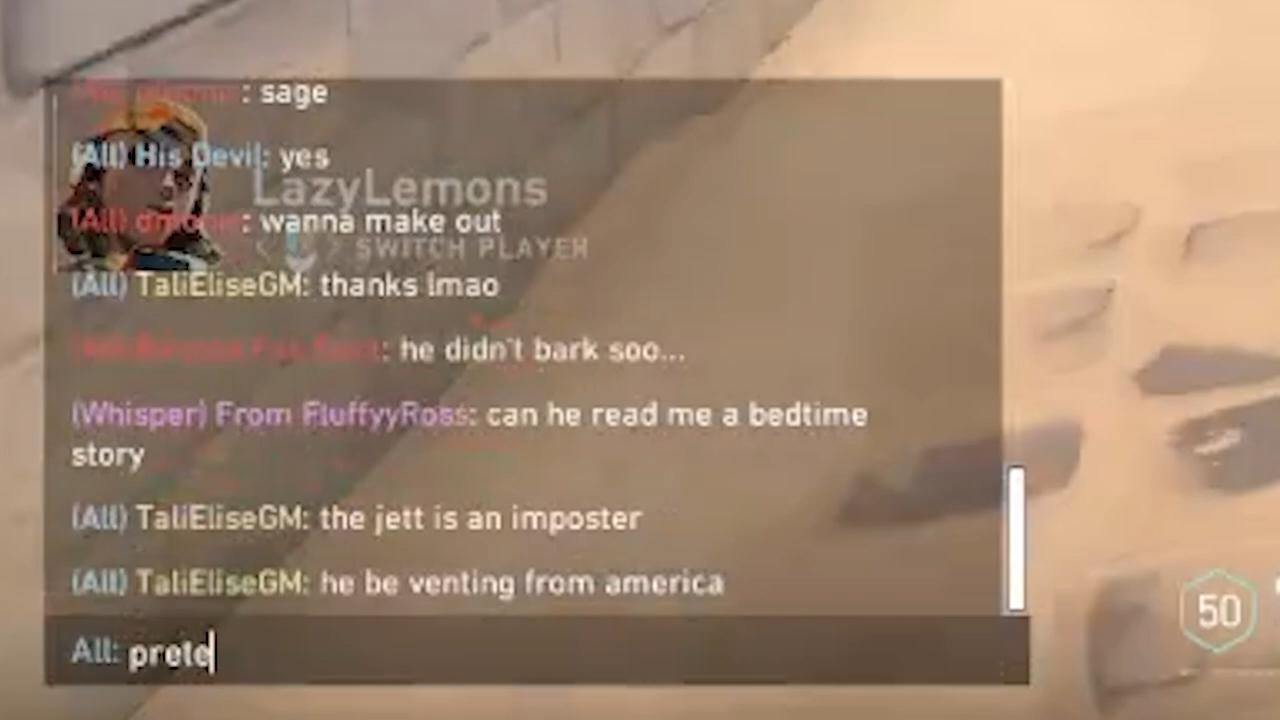 : sage
(All) His Devil: yes
LazyLemons
(All) : wanna make out
SWITCH PLAYER
(All) TaliEliseGM: thanks lmao
: he didn't bark soo...
(Whisper) From FluffyyRoss: can he read me a bedtime
story
(All) TaliEliseGM: the jett is an imposter
(All) TaliEliseGM: he be venting from america
50
All: prete